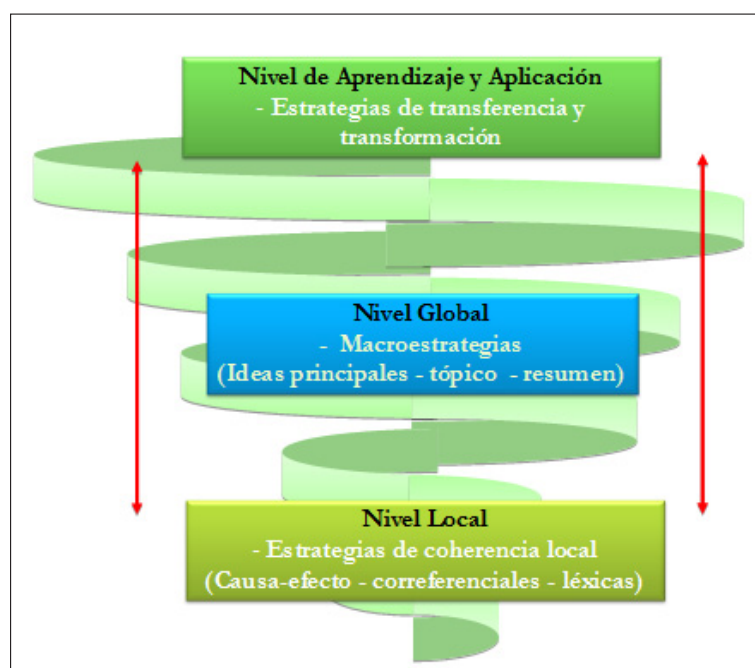 Nivel de Aprendizaje y Aplicación
- Estrategias de transferencia y
transformación
Nivel Global
- Macroestrategias
(Ideas principales - tópico - resumen)
Nivel Local
- Estrategias de coherencia local
(Causa-efecto - correferenciales - léxicas)